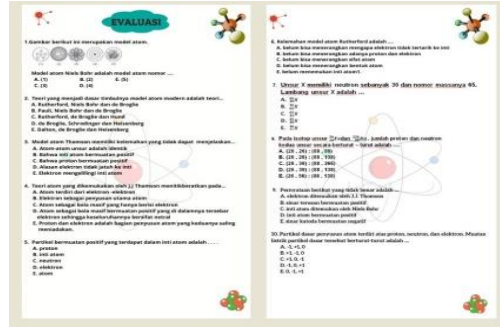 EVALUASI
1.Gambar berikut ini merupakan model atom.
Model atom Niels Bohr adalah model atom nomor ....
A. (1) B. (2) E. (5)
C. (3) D. (4)
2. Teori yang menjadi dasar timbulnya model atom modern adalah teori...
A. Rutherford, Niels Bohr dan de Broglie
B. Pauli, Niels Bohr dan de Broglie
C. Rutherford, de Broglie dan Hund
D. de Broglie, Schrodinger dan Heisenberg
E. Dalton, de Broglie dan Heisenberg
3. Model atom Thomson memiliki kelemahan yang tidak dapat menjelaskan...
A. Atom-atom unsur adalah identik
B. Bahwa inti atom bermuatan positif
C. Bahwa proton bermuatan positif
D. Alasan elektron tidak jatuh ke inti
E. Elektron mengelilingi inti atom
4. Teori atom yang dikemukakan oleh J.J Thomson menitikberatkan pada...
A. Atom terdiri dari elektron -elektron
B. Elektron sebagai penyusun utama atom
C. Atom sebagai bola masif yang hanya berisi elektron
D. Atom sebagai bola masif bermuatan positif yang di dalamnya tersebar
elektron sehingga keseluruhannya bersifat netral
E. Proton dan elektron adalah bagian penyusun atom yang keduanya saling
meniadakan.
5. Partikel bermuatan positif yang terdapat dalam inti atom adalah . . . .
A. proton
B. inti atom
C. neutron
D. elektron
E. atom
6. Kelemahan model atom Rutherford adalah ....
A. belum bisa menerangkan mengapa elektron tidak tertarik ke inti
B. belum bisa menerangkan adanya proton dan elektron
C. belum bisa menerangkan sifat atom
D. belum bisa menerangkan bentuk atom
E. belum menemukan inti atom1.
7. Unsur X memiliki neutron sebanyak 30 dan nomor massanya 65.
Lambang unsur X adalah ....
A.
B.
C.
D.
E.
Pada isotop unsur dan , jumlah proton dan neutron
kedua unsur secara berturut - turut adalah ....
9. Pernyataan berikut yang tidak benar adalah ...
A. elektron ditemukan oleh J.J. Thomson
B. sinar terusan bermuatan positif
C. inti atom ditemukan oleh Niels Bohr
D. inti atom bermuatan positif
E. sinar katoda bermuatan negatif
10. Partikel dasar penyusun atom terdiri atas proton, neutron, dan elektron. Muatan
listrik partikel dasar tersebut berturut-turut adalah ...
A. -1, +1, 0
B. +1, -1, 0
C. +1, 0, -1
D. -1, 0, +1
E. 0, -1, +1